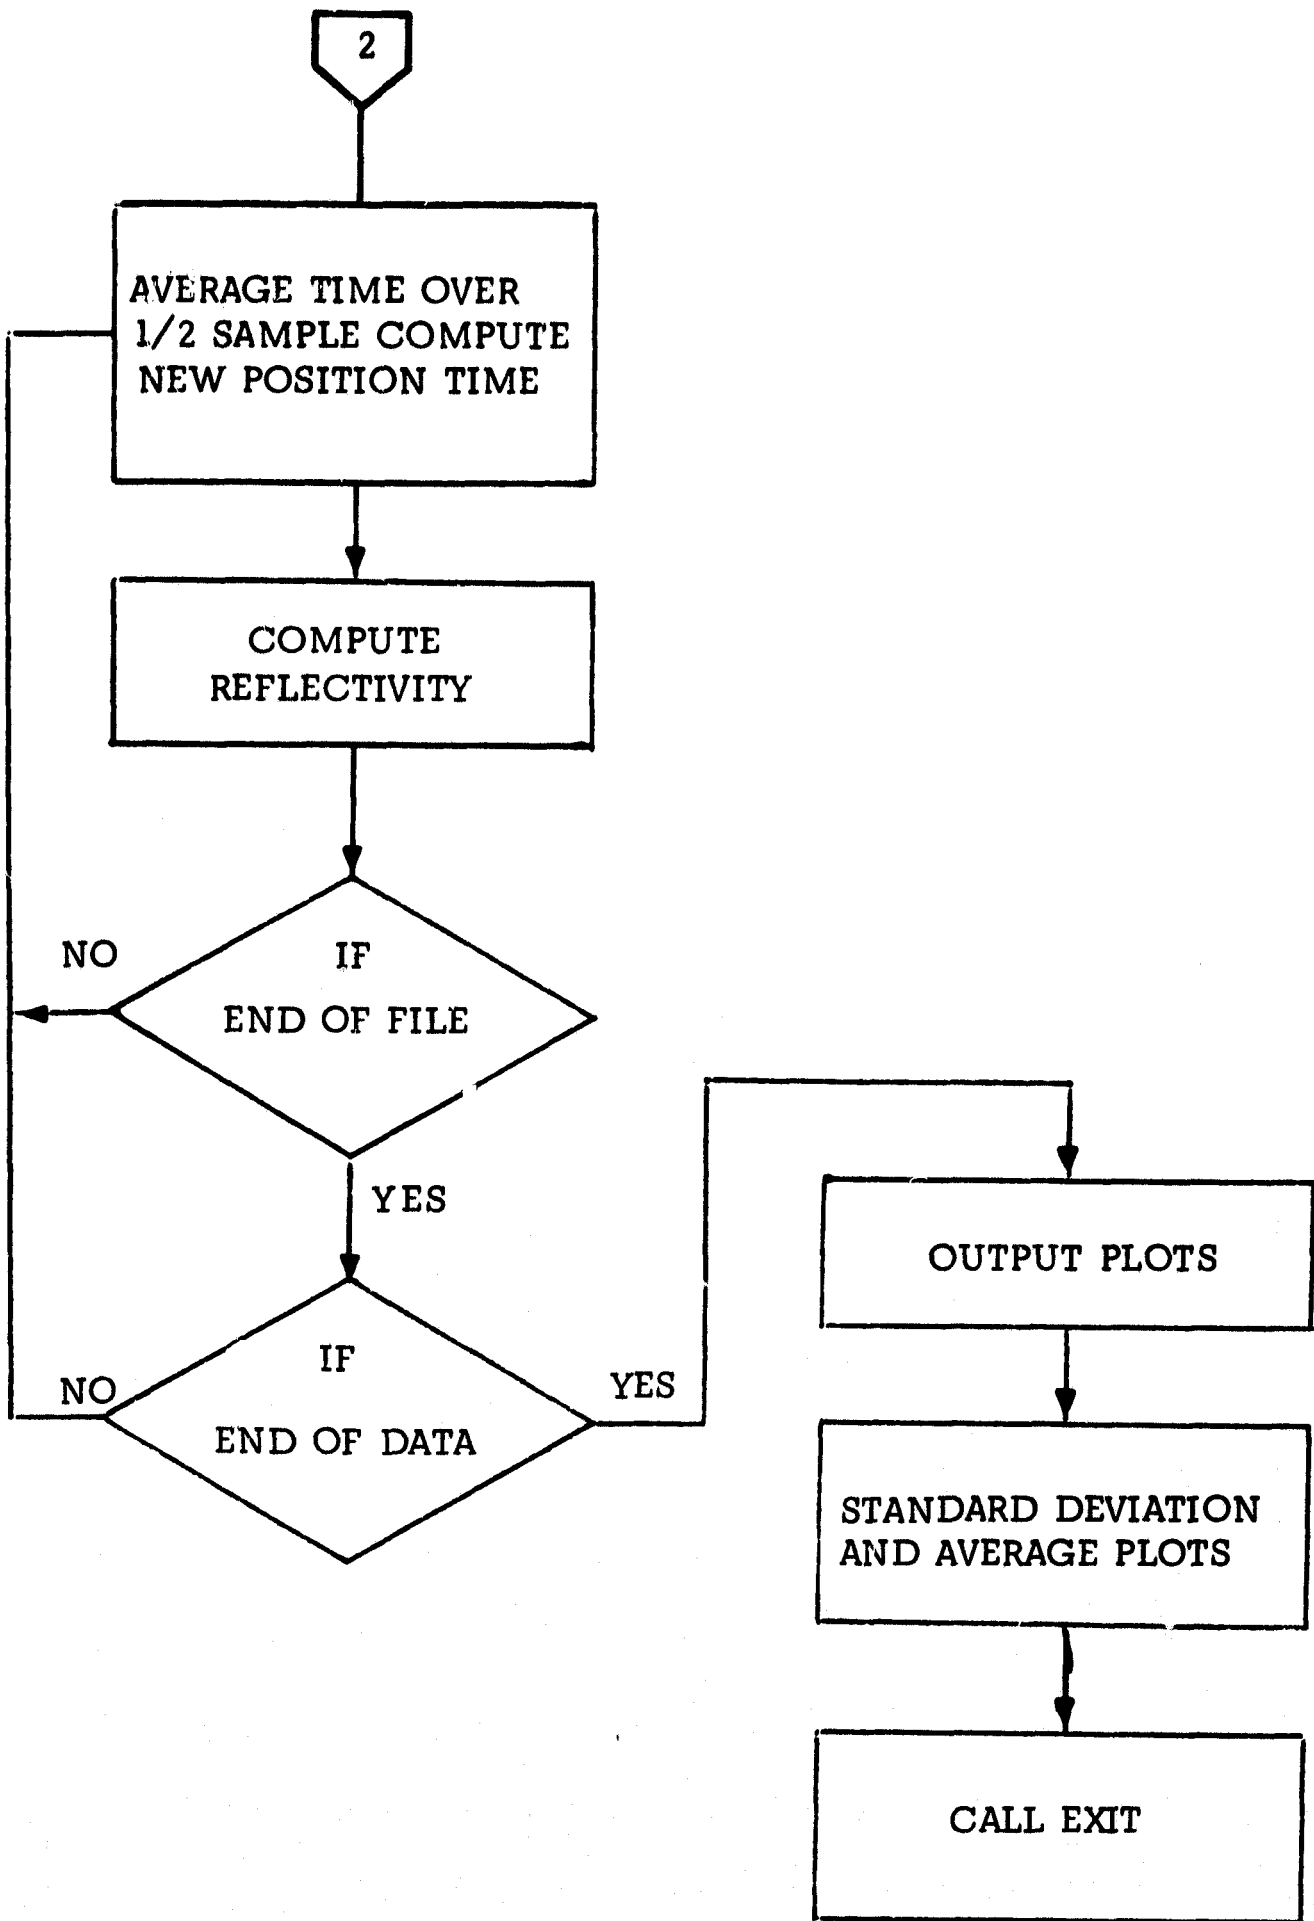 2
AVERAGE TIME OVER
1/2 SAMPLE COMPUTE
NEW POSITION TIME
COMPUTE
REFLECTIVITY
NO
IF
END OF FILE
YES
NO
IF
END OF DATA
YES
OUTPUT PLOTS
STANDARD DEVIATION
AND AVERAGE PLOTS
CALL EXIT